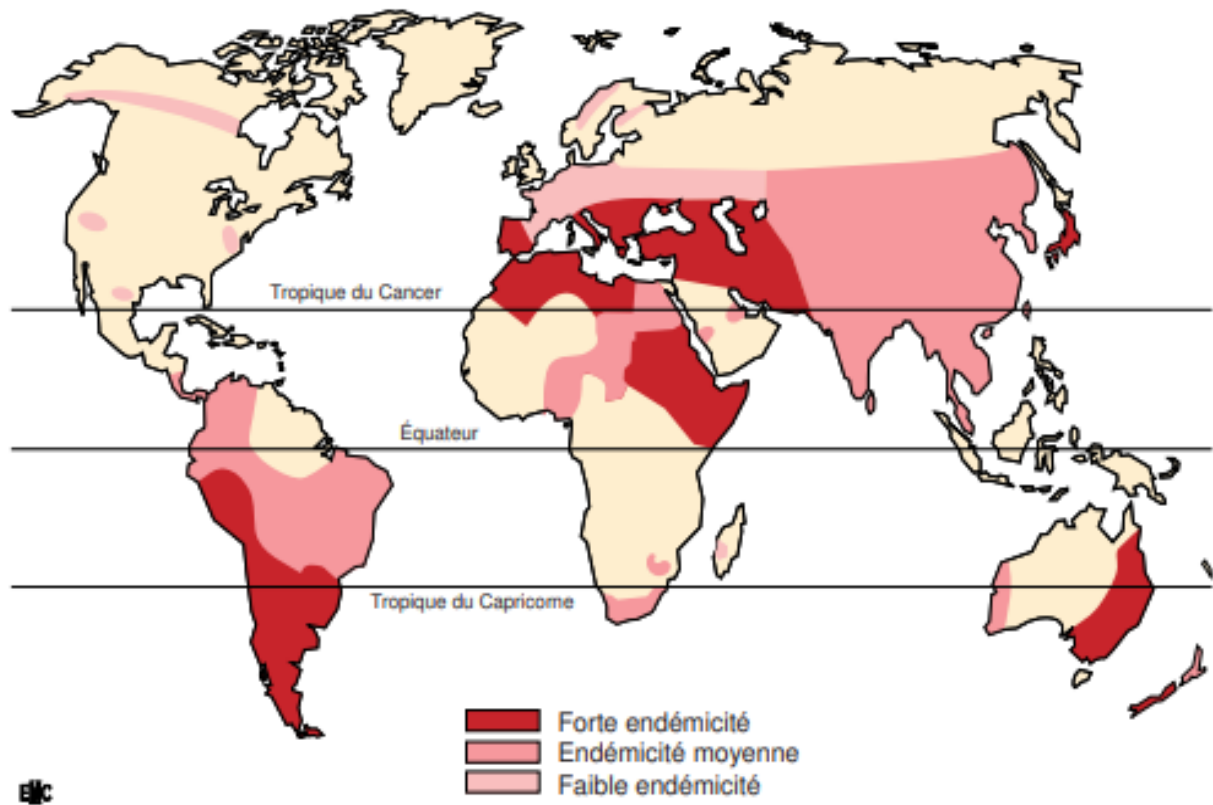 Tropique du Cancer
Équateur
Tropique du Capricorne
Forte endémicité
Endémicité moyenne
Faible endémicité
EMC